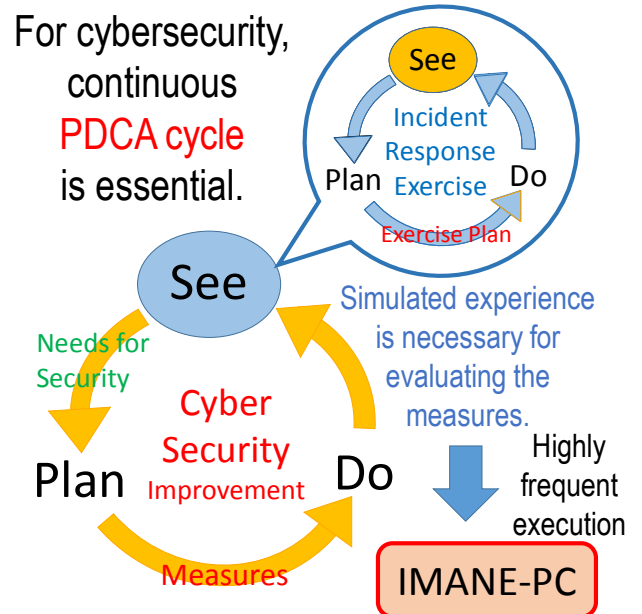 For cybersecurity,
continuous
PDCA cycle
is essential.
See
Incident
Response
Exercise
Plan
Do
Exercise Plan
See
Needs for
Security
Simulated experience
is necessary for
evaluating the
measures.
Cyber
Security
Improvement
Plan
Do
Measures
Highly
frequent
execution
IMANE-PC